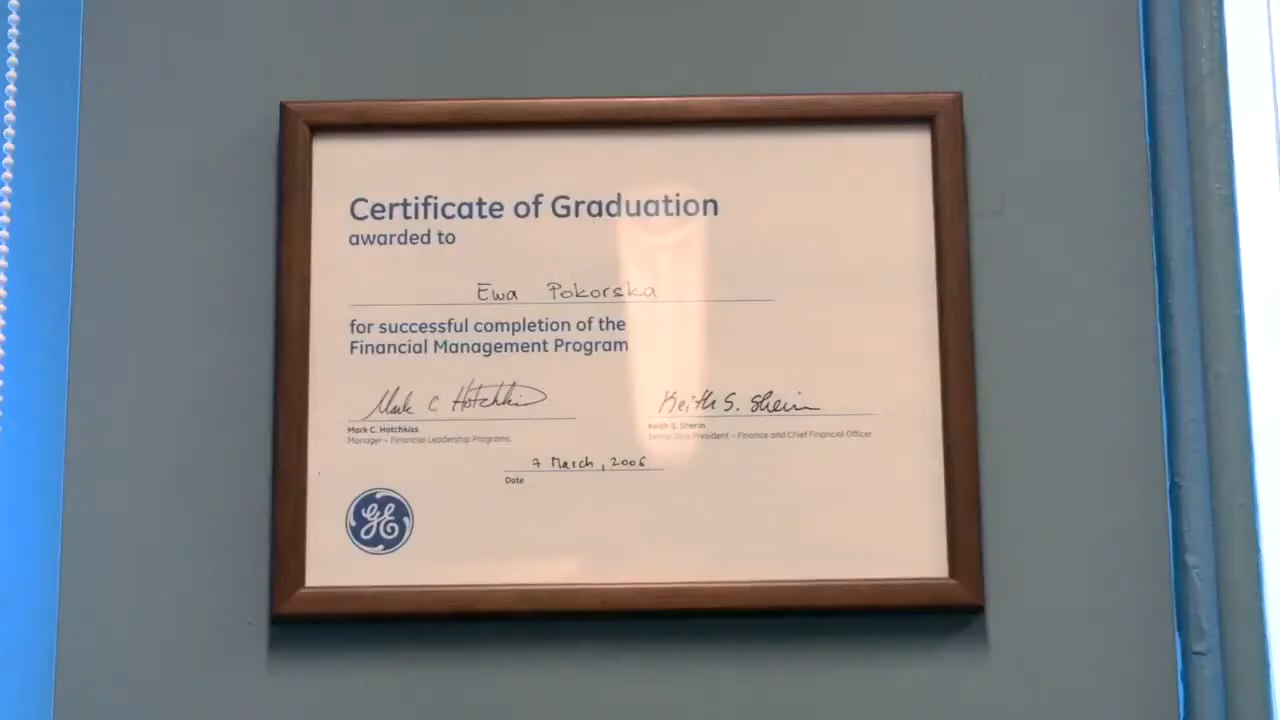 Certificate of Graduation
awarded to
Ewa Pokorska
for successful completion of the
Financial Management Program
Mark C Hotchkiss Keith S. Sherin
Mark C. Hotchkiss Keith S. Sherin
Manager – Financial Leadership Programs Senior Vice President – Finance and Chief Financial Officer
7 March, 2006
Date
GE